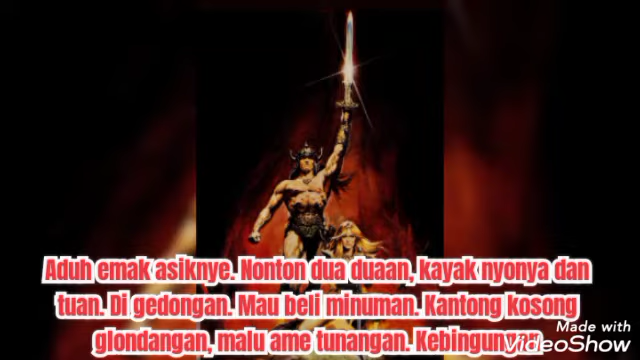 Aduh emak asiknye. Nonton dua duaan, kayak nyonya dan
tuan. Di gedongan. Mau beli minuman. Kantong kosong
glondangan, malu ame tunangan. Kebingungan
Made with
VideoShow